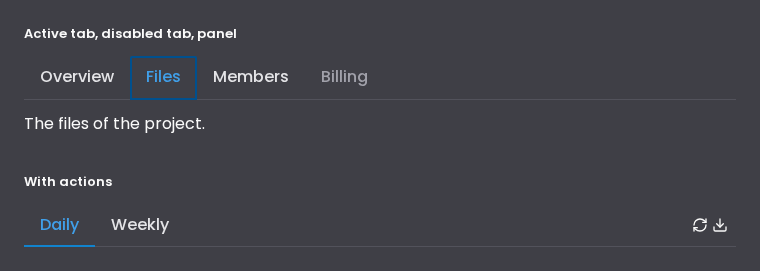 Active tab, disabled tab, panel
Overview Files Members Billing
The files of the project.
With actions
Daily Weekly